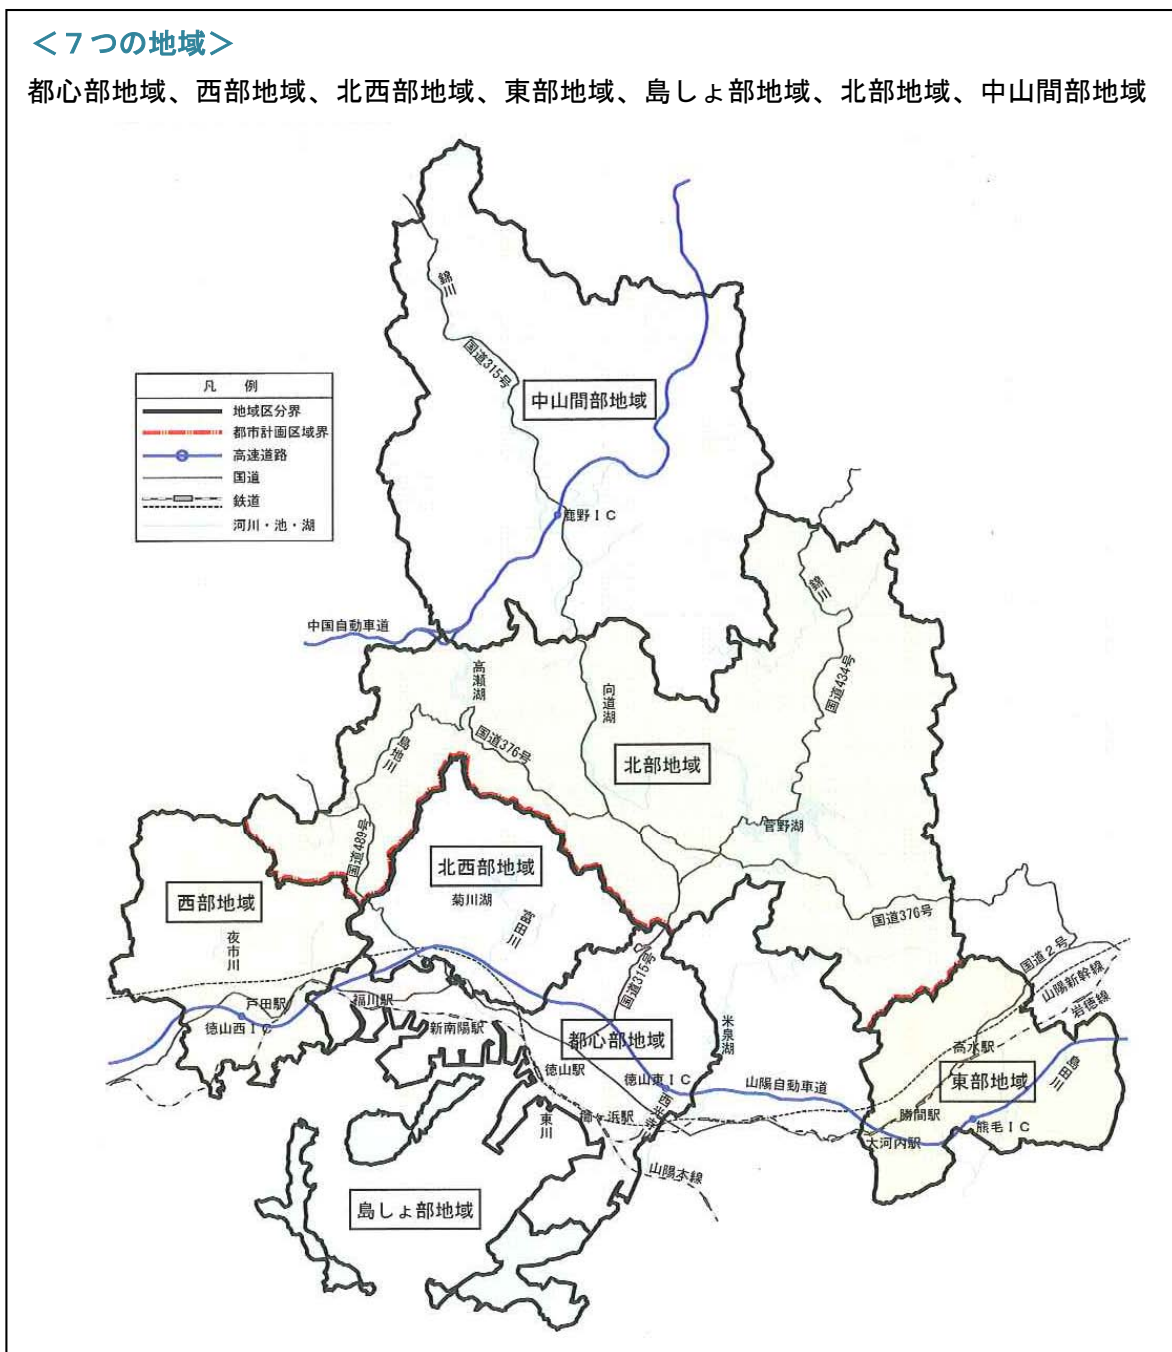 ＜７つの地域＞
都心部地域、西部地域、北西部地域、東部地域、島しょ部地域、北部地域、中山間部地域
錦川
国道315号
中山間部地域
凡 例
地域区分界
都市計画区域界
高速道路
国道
鉄道
河川・池・湖
鹿野ＩＣ
錦川
中国自動車道
高瀬湖
向道湖
国道434号
島地川
国道376号
北部地域
菅野湖
国道489号
北西部地域
菊川湖
西部地域
夜市川
富田川
国道376号
国道２号
国道315号
山陽新幹線
岩徳線
戸田駅
福川駅
徳山西ＩＣ
新南陽駅
都心部地域
米泉湖
高水駅
徳山駅
徳山東ＩＣ
山陽自動車道
東部地域
島田川
東川
櫛ヶ浜駅
西光寺川
勝間駅
熊毛ＩＣ
大河内駅
山陽本線
島しょ部地域